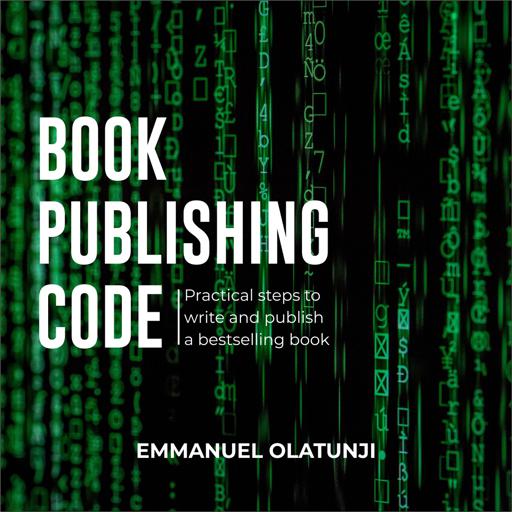 BOOK
PUBLISHING
CODE
Practical steps to
write and publish
a bestselling book
EMMANUEL OLATUNJI